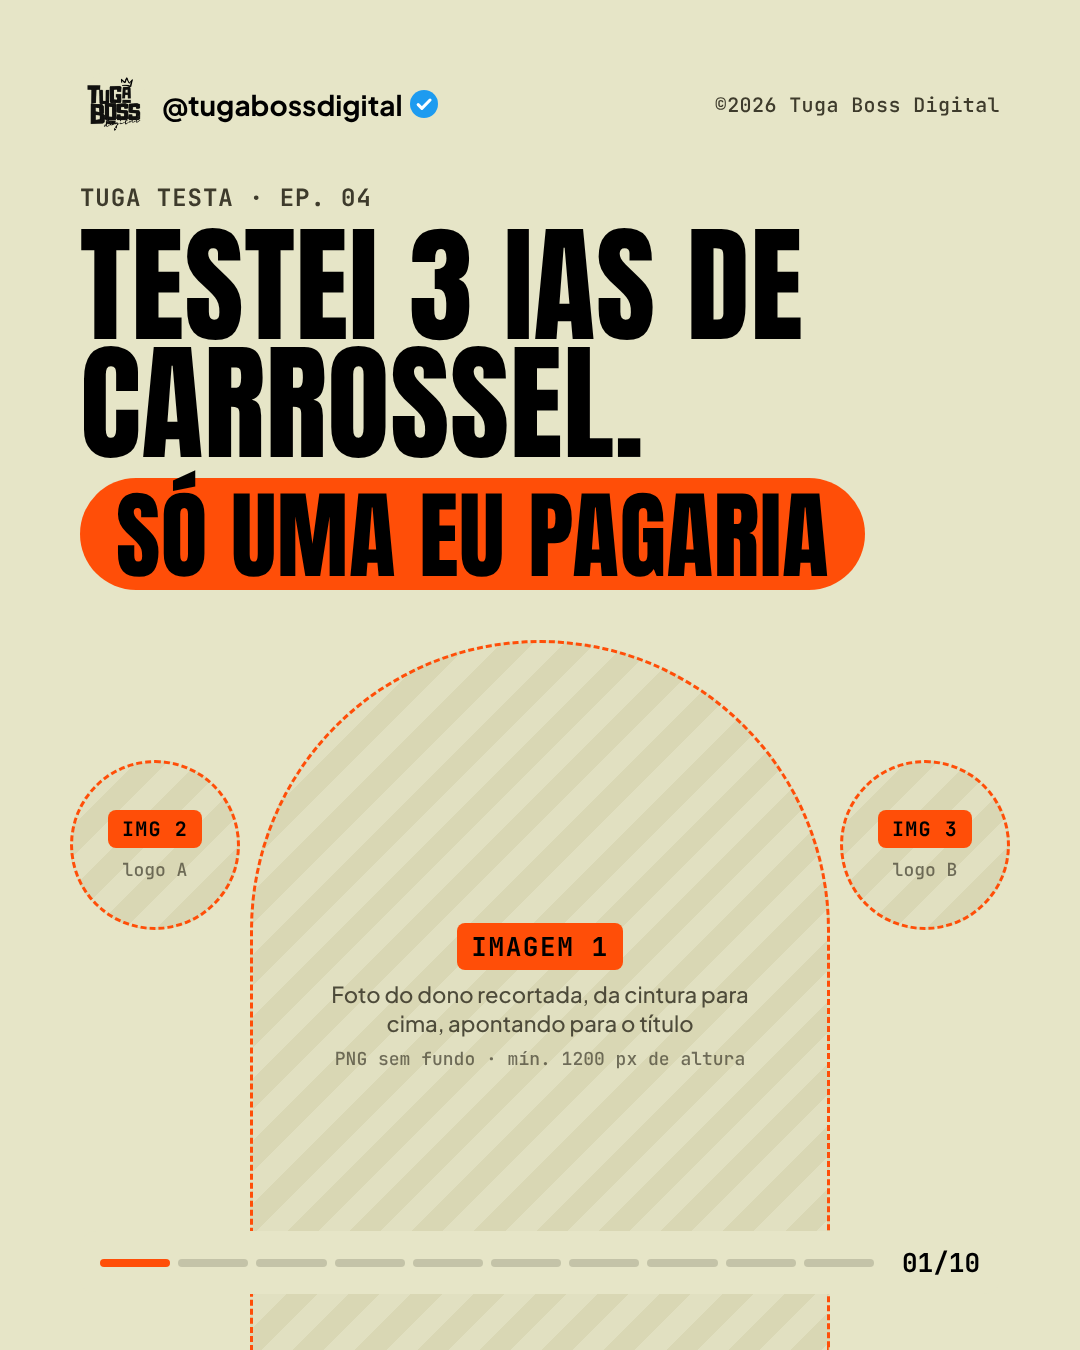 TUGA
BOSS
digital
@tugabossdigital
©2026 Tuga Boss Digital
TUGA TESTA · EP. 04
TESTEI 3 IAS DE
CARROSSEL.
SÓ UMA EU PAGARIA
IMG 2
logo A
IMG 3
logo B
IMAGEM 1
Foto do dono recortada, da cintura para
cima, apontando para o título
PNG sem fundo · mín. 1200 px de altura
01/10